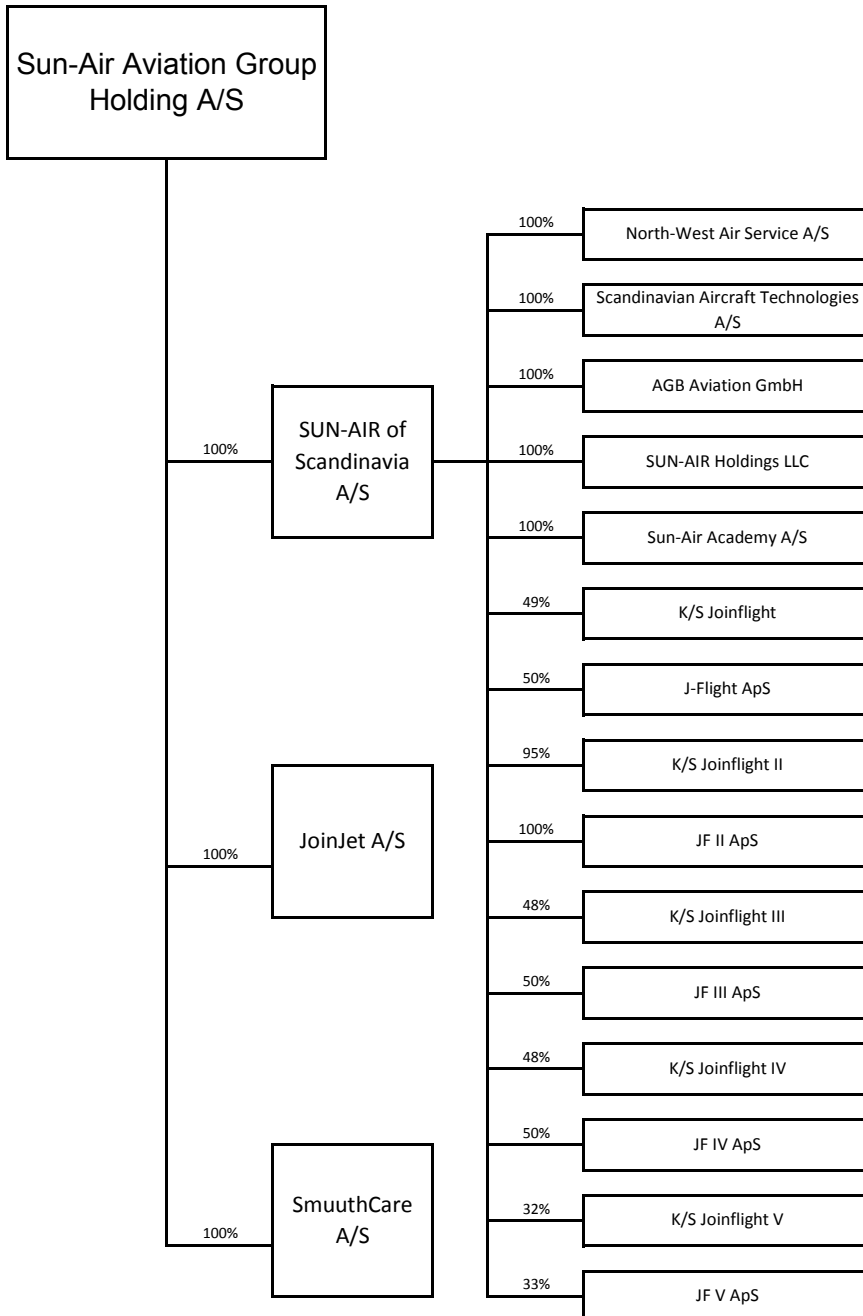 Sun-Air Aviation Group
Holding A/S
100%
North-West Air Service A/S
100%
Scandinavian Aircraft Technologies
A/S
100%
AGB Aviation GmbH
100%
SUN-AIR of
Scandinavia
A/S
100%
SUN-AIR Holdings LLC
100%
Sun-Air Academy A/S
49%
K/S Joinflight
50%
J-Flight ApS
95%
K/S Joinflight II
100%
JoinJet A/S
100%
JF II ApS
48%
K/S Joinflight III
50%
JF III ApS
48%
K/S Joinflight IV
50%
JF IV ApS
100%
SmuuthCare
A/S
32%
K/S Joinflight V
33%
JF V ApS